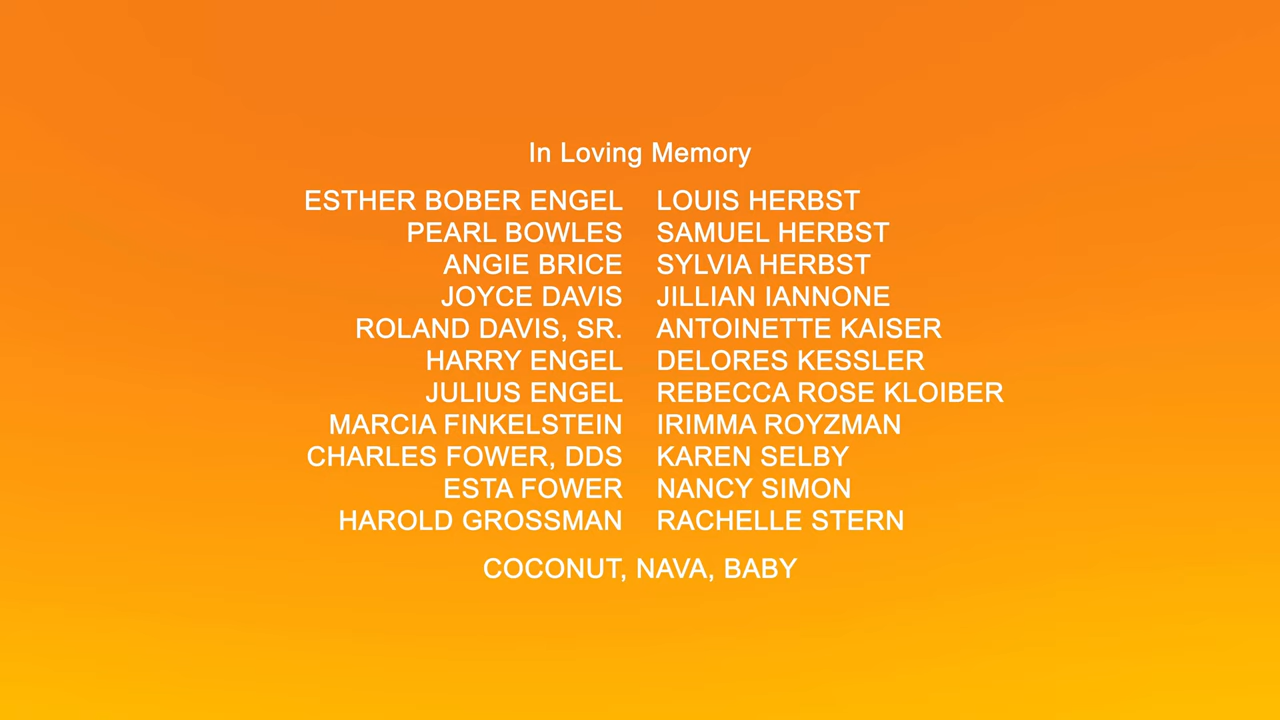 In Loving Memory
ESTHER BOBER ENGEL LOUIS HERBST
PEARL BOWLES SAMUEL HERBST
ANGIE BRICE SYLVIA HERBST
JOYCE DAVIS JILLIAN IANNONE
ROLAND DAVIS, SR. ANTOINETTE KAISER
HARRY ENGEL DELORES KESSLER
JULIUS ENGEL REBECCA ROSE KLOIBER
MARCIA FINKELSTEIN IRIMMA ROYZMAN
CHARLES FOWER, DDS KAREN SELBY
ESTA FOWER NANCY SIMON
HAROLD GROSSMAN RACHELLE STERN
COCONUT, NAVA, BABY